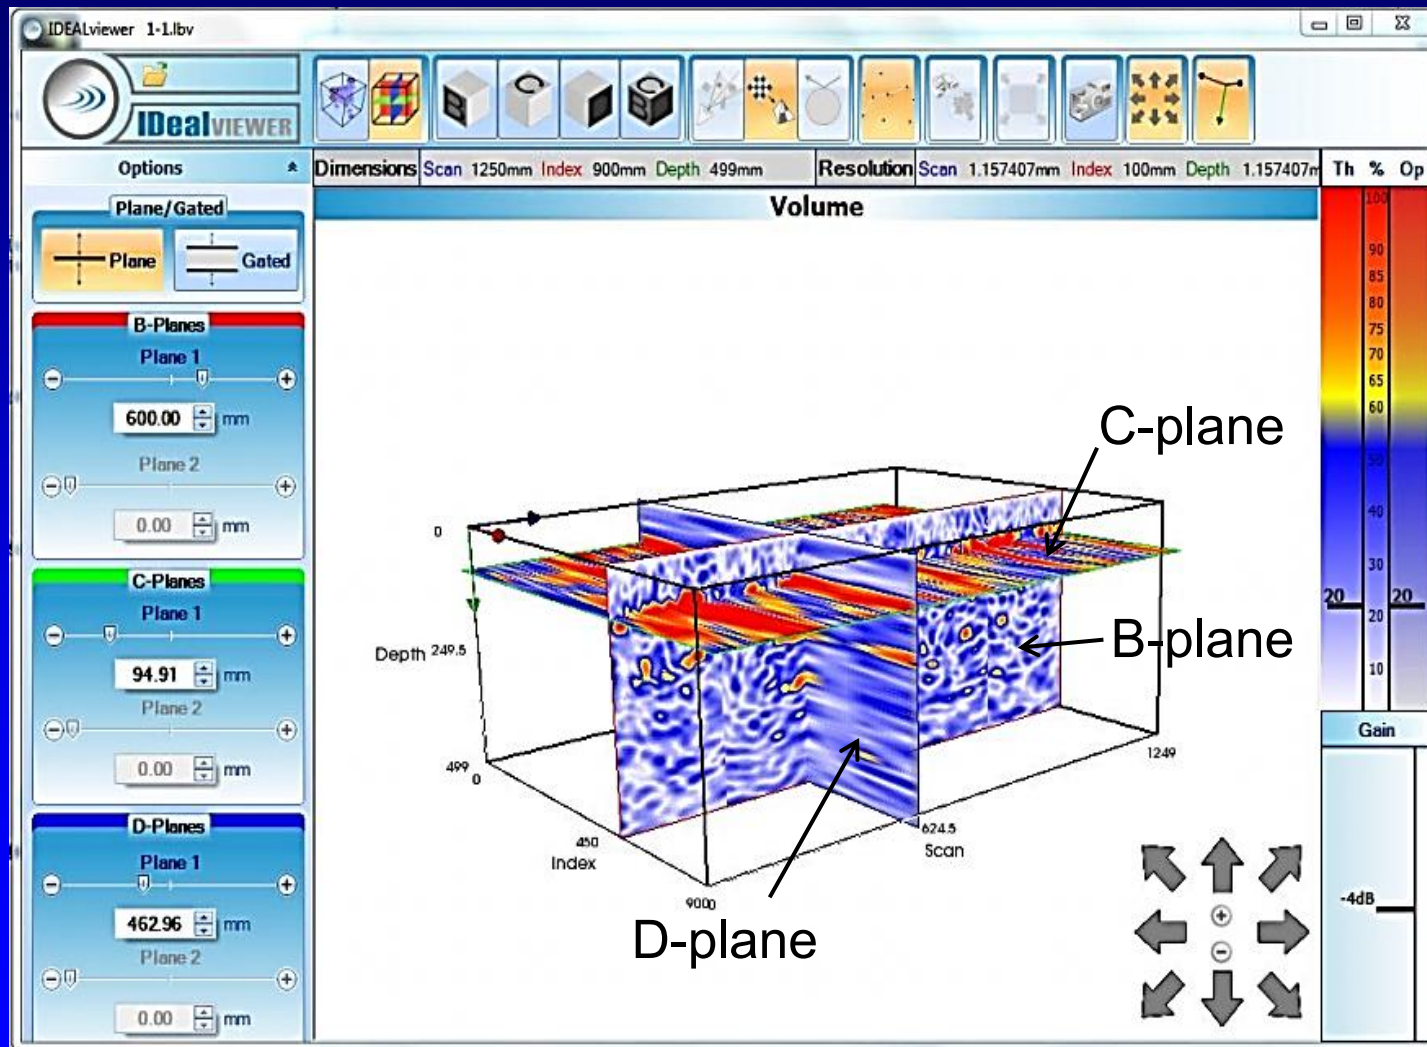 IDEALviewer 1-1.lbv
IDealVIEWER
B
C
C
B
Options
Dimensions Scan 1250mm Index 900mm Depth 499mm Resolution Scan 1.157407mm Index 100mm Depth 1.157407m
Th % Op
Plane/Gated
Plane
Gated
Volume
B-Planes
Plane 1
600.00 mm
Plane 2
0.00 mm
C-Planes
Plane 1
94.91 mm
Plane 2
0.00 mm
D-Planes
Plane 1
462.96 mm
Plane 2
0.00 mm
C-plane
B-plane
D-plane
0
Depth 249.5
499
0
450
Index
9000
624.5
Scan
1249
100
90
85
80
75
70
65
60
50
40
30
20
20
20
10
Gain
-4dB